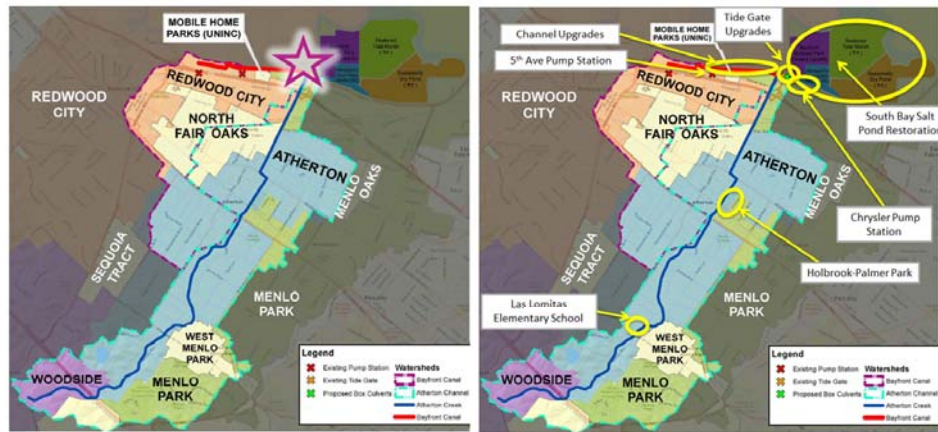 MOBILE HOME
PARKS (UNINC)
REDWOOD
CITY
REDWOOD CITY
NORTH
FAIR OAKS
ATHERTON
MENLO
OAKS
SEQUOIA
TRACT
MENLO
PARK
WEST
MENLO
PARK
WOODSIDE
MENLO
PARK
Legend
Existing Pump Station
Existing Tide Gate
Proposed Box Culverts
Watersheds
Bayfront Canal
Atherton Channel
Atherton Creek
Bayfront Canal
Channel Upgrades
Tide Gate
Upgrades
5th Ave Pump Station
MOBILE HOME
PARKS (UNINC)
REDWOOD
CITY
REDWOOD CITY
South Bay Salt
Pond Restoration
NORTH
FAIR OAKS
ATHERTON
MENLO
OAKS
Chrysler Pump
Station
SEQUOIA
TRACT
Holbrook-Palmer Park
MENLO
PARK
Las Lomitas
Elementary School
WEST
MENLO
PARK
WOODSIDE
MENLO
PARK
Legend
Existing Pump Station
Existing Tide Gate
Proposed Box Culverts
Watersheds
Bayfront Canal
Atherton Channel
Atherton Creek
Bayfront Canal